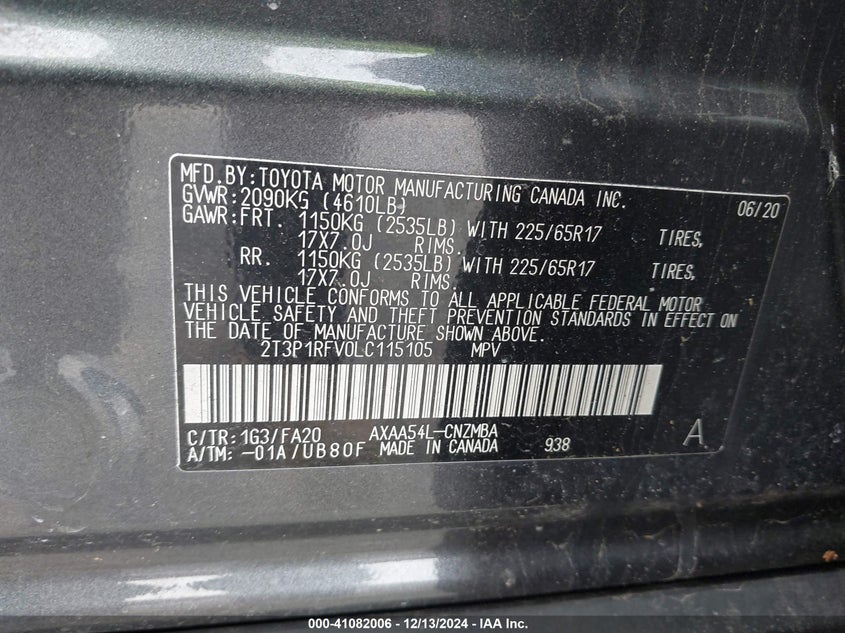 MFD.BY:TOYOTA MOTOR MANUFACTURING CANADA INC.
GVWR:2090KG (4610LB) 06/20
GAWR:FRT. 1150KG (2535LB) WITH 225/65R17 TIRES,
17X7.0J RIMS.
RR. 1150KG (2535LB) WITH 225/65R17 TIRES,
17X7.0J RIMS.
THIS VEHICLE CONFORMS TO ALL APPLICABLE FEDERAL MOTOR
VEHICLE SAFETY AND THEFT PREVENTION STANDARDS IN EFFECT ON
THE DATE OF MANUFACTURE SHOWN ABOVE.
2T3P1RFV0LC115105 MPV
C/TR:1G3/FA20 AXAA54L-CNZMBA A
A/TM:-01A/UB80F MADE IN CANADA 938
000-41082006 - 12/13/2024 - IAA Inc.